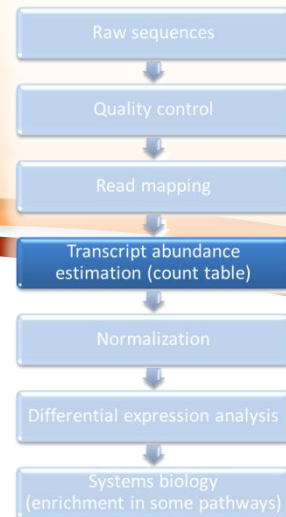 Raw sequences
Quality control
Read mapping
Transcript abundance
estimation (count table)
Normalization
Differential expression analysis
Systems biology
(enrichment in some pathways)